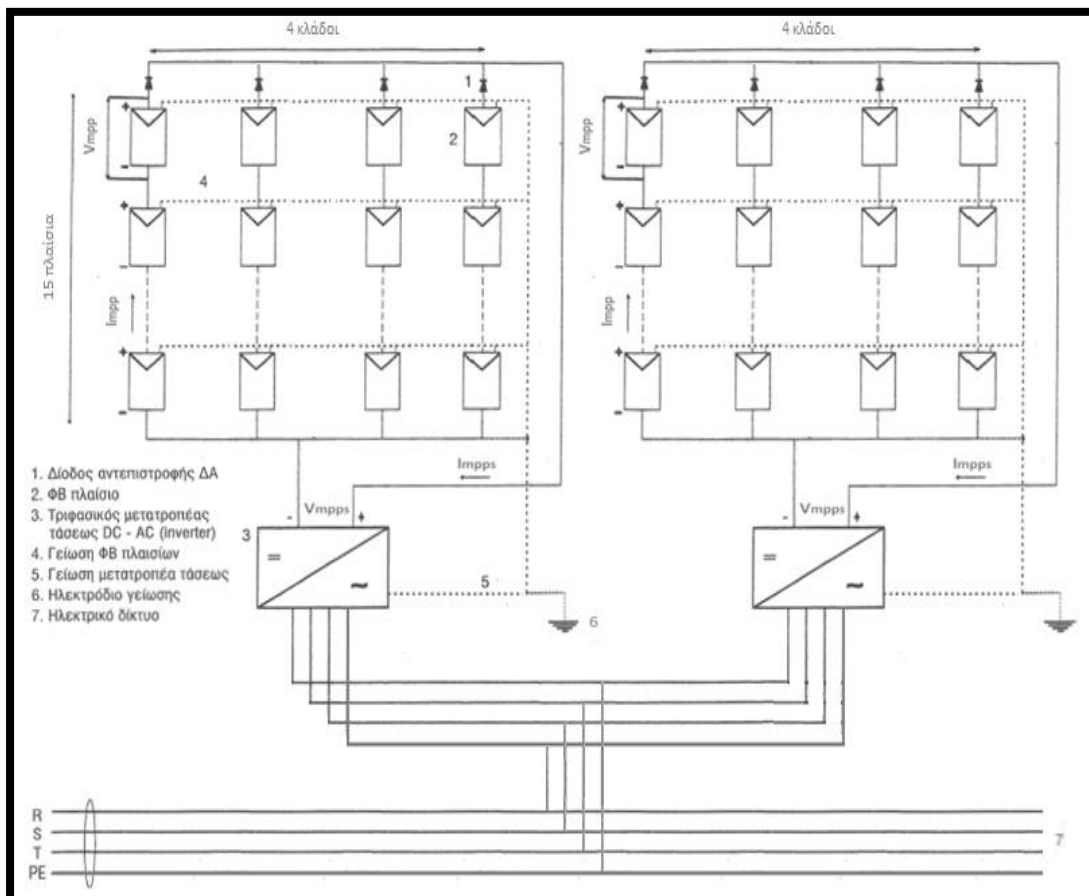 4 κλάδοι
4 κλάδοι
1
+
+
Vmpp
Vmpp
2
-
-
4
+
+
15 πλαίσια
-
-
Impp
Impp
+
+
-
-
Impps
Impps
1. Δίοδος αντεπιστροφής ΔΑ
2. ΦΒ πλαίσιο
3. Τριφασικός μετατροπέας
τάσεως DC - AC (inverter)
4. Γείωση ΦΒ πλαισίων
5. Γείωση μετατροπέα τάσεως
6. Ηλεκτρόδιο γείωσης
7. Ηλεκτρικό δίκτυο
- Vmpps +
- Vmpps +
3
=
~
=
~
5
6
R
S
T
PE
7